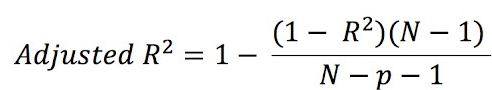 Adjusted R² = 1 − (1 − R²)(N − 1) / N − p − 1